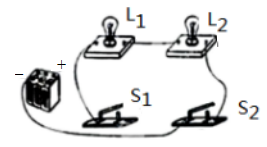 L₁ L₂
− +
S₁ S₂